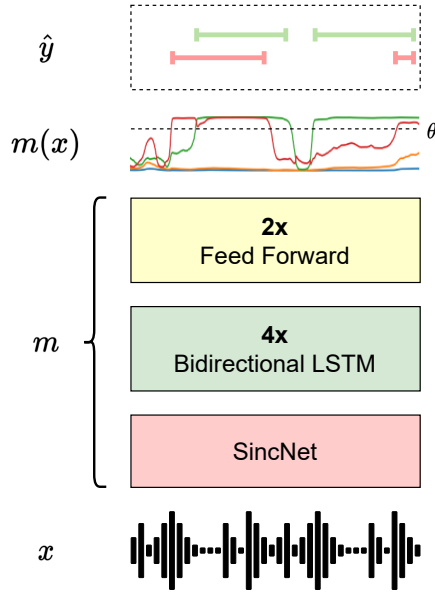 ŷ
m(x)
θ
2x
Feed Forward
m
4x
Bidirectional LSTM
SincNet
x